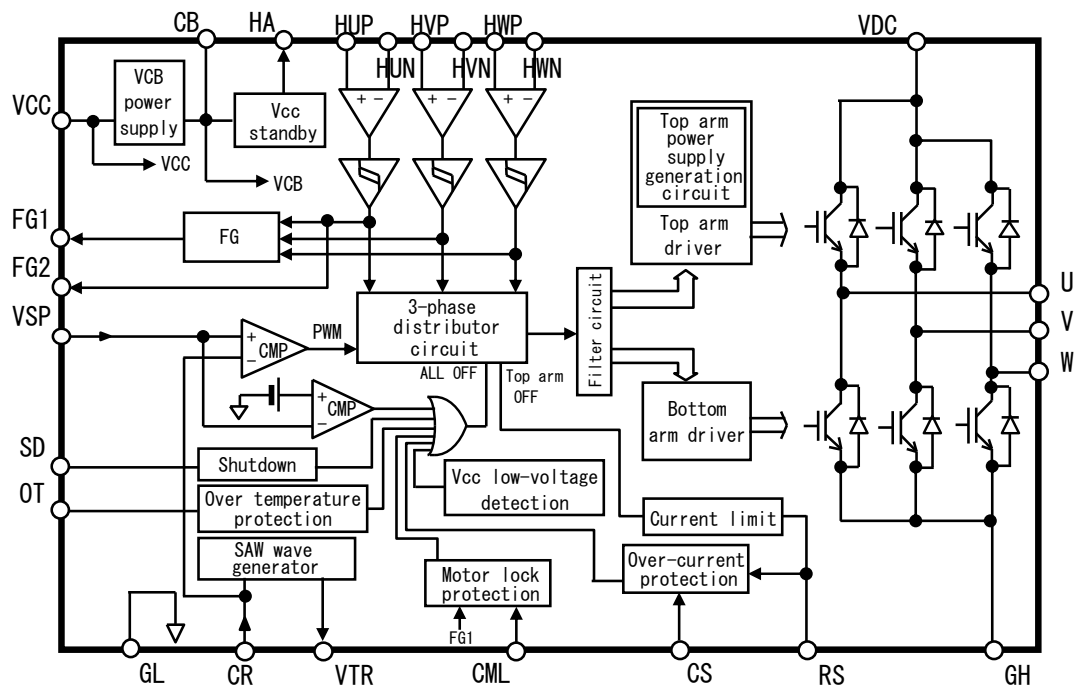 CB HA HUP HVP HWP VDC
HUN HVN HWN
VCC
VCB
power
supply
Vcc
standby
+ − + − + −
VCC
VCB
Top arm
power
supply
generation
circuit
Top arm
driver
FG1
FG
FG2
U
VSP
V
W
+
−
CMP
PWM
3-phase
distributor
circuit
Filter circuit
ALL OFF
Top arm
OFF
+
−
CMP
Bottom
arm driver
SD
Shutdown
Vcc low-voltage
detection
OT
Over temperature
protection
Current limit
SAW wave
generator
Motor lock
protection
Over-current
protection
FG1
GL CR VTR CML CS RS GH